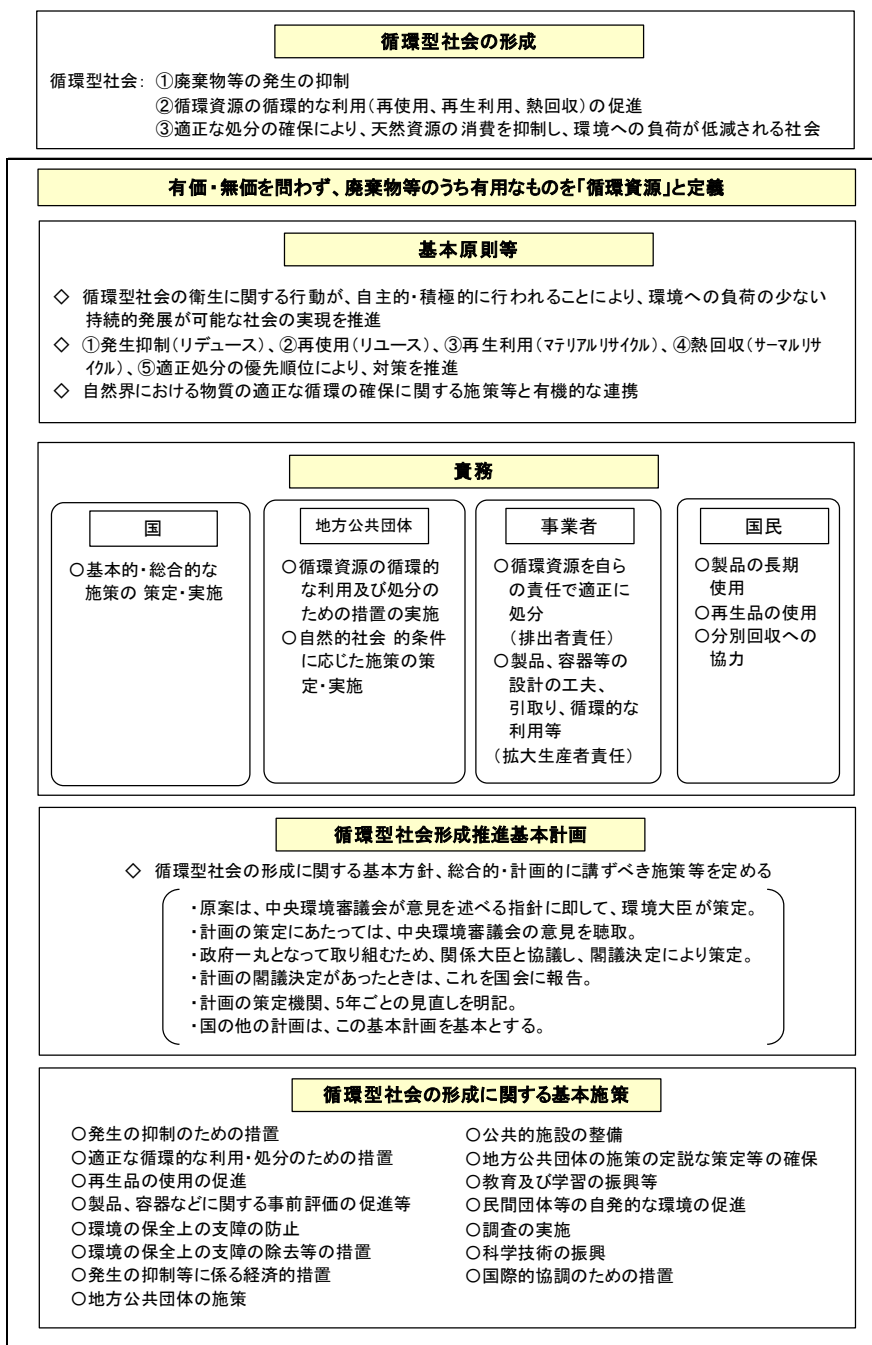 循環型社会の形成
循環型社会: ①廃棄物等の発生の抑制
②循環資源の循環的な利用(再使用、再生利用、熱回収)の促進
③適正な処分の確保により、天然資源の消費を抑制し、環境への負荷が低減される社会
有価・無価を問わず、廃棄物等のうち有用なものを「循環資源」と定義
基本原則等
◇ 循環型社会の衛生に関する行動が、自主的・積極的に行われることにより、環境への負荷の少ない
持続的発展が可能な社会の実現を推進
◇ ①発生抑制(リデュース)、②再使用(リユース)、③再生利用(マテリアルリサイクル)、④熱回収(サーマルリサ
イクル)、⑤適正処分の優先順位により、対策を推進
◇ 自然界における物質の適正な循環の確保に関する施策等と有機的な連携
責務
国
○基本的・総合的な
施策の 策定・実施
地方公共団体
○循環資源の循環的
な利用及び処分の
ための措置の実施
○自然的社会 的条件
に応じた施策の策
定・実施
事業者
○循環資源を自ら
の責任で適正に
処分
(排出者責任)
○製品、容器等の
設計の工夫、
引取り、循環的な
利用等
(拡大生産者責任)
国民
○製品の長期
使用
○再生品の使用
○分別回収への
協力
循環型社会形成推進基本計画
◇ 循環型社会の形成に関する基本方針、総合的・計画的に講ずべき施策等を定める
・原案は、中央環境審議会が意見を述べる指針に即して、環境大臣が策定。
・計画の策定にあたっては、中央環境審議会の意見を聴取。
・政府一丸となって取り組むため、関係大臣と協議し、閣議決定により策定。
・計画の閣議決定があったときは、これを国会に報告。
・計画の策定機関、5年ごとの見直しを明記。
・国の他の計画は、この基本計画を基本とする。
循環型社会の形成に関する基本施策
○発生の抑制のための措置
○適正な循環的な利用・処分のための措置
○再生品の使用の促進
○製品、容器などに関する事前評価の促進等
○環境の保全上の支障の防止
○環境の保全上の支障の除去等の措置
○発生の抑制等に係る経済的措置
○地方公共団体の施策
○公共的施設の整備
○地方公共団体の施策の定説な策定等の確保
○教育及び学習の振興等
○民間団体等の自発的な環境の促進
○調査の実施
○科学技術の振興
○国際的協調のための措置